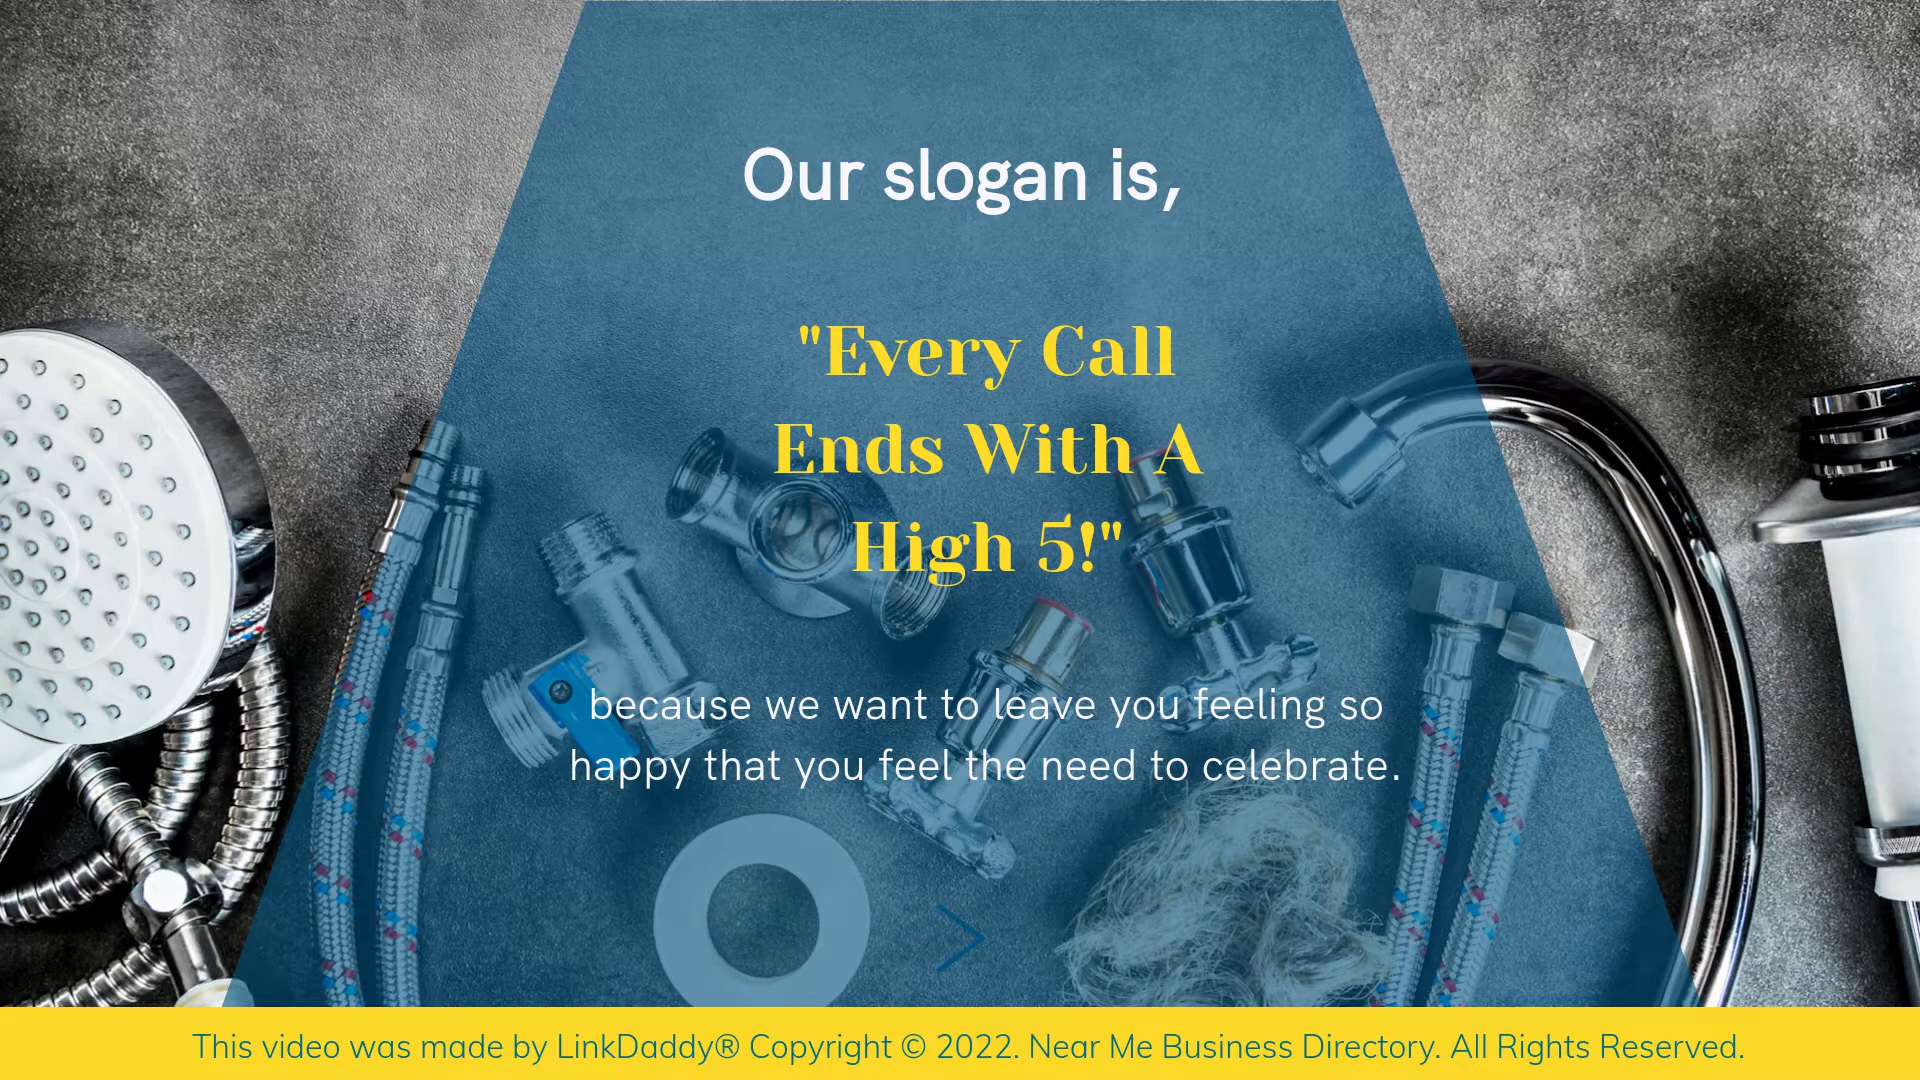 Our slogan is,
"Every Call
Ends With A
High 5!"
because we want to leave you feeling so
happy that you feel the need to celebrate.
This video was made by LinkDaddy® Copyright © 2022. Near Me Business Directory. All Rights Reserved.